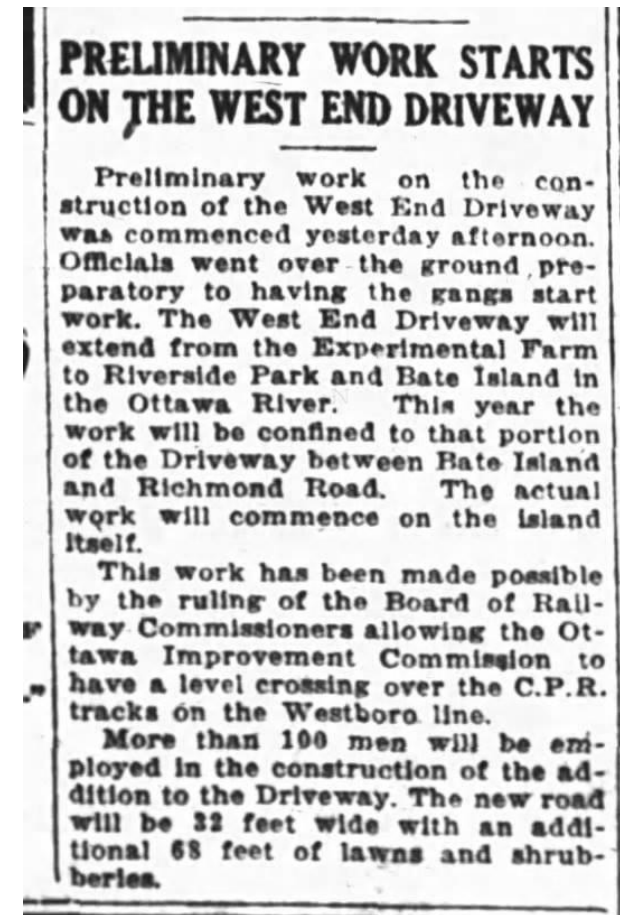 PRELIMINARY WORK STARTS
ON THE WEST END DRIVEWAY
Preliminary work on the con-
struction of the West End Driveway
was commenced yesterday afternoon.
Officials went over the ground pre-
paratory to having the gangs start
work. The West End Driveway will
extend from the Experimental Farm
to Riverside Park and Bate Island in
the Ottawa River. This year the
work will be confined to that portion
of the Driveway between Bate Island
and Richmond Road. The actual
work will commence on the island
itself.
This work has been made possible
by the ruling of the Board of Rail-
way Commissioners allowing the Ot-
tawa Improvement Commission to
have a level crossing over the C.P.R.
tracks on the Westboro line.
More than 100 men will be em-
ployed in the construction of the ad-
dition to the Driveway. The new road
will be 32 feet wide with an addi-
tional 68 feet of lawns and shrub-
beries.